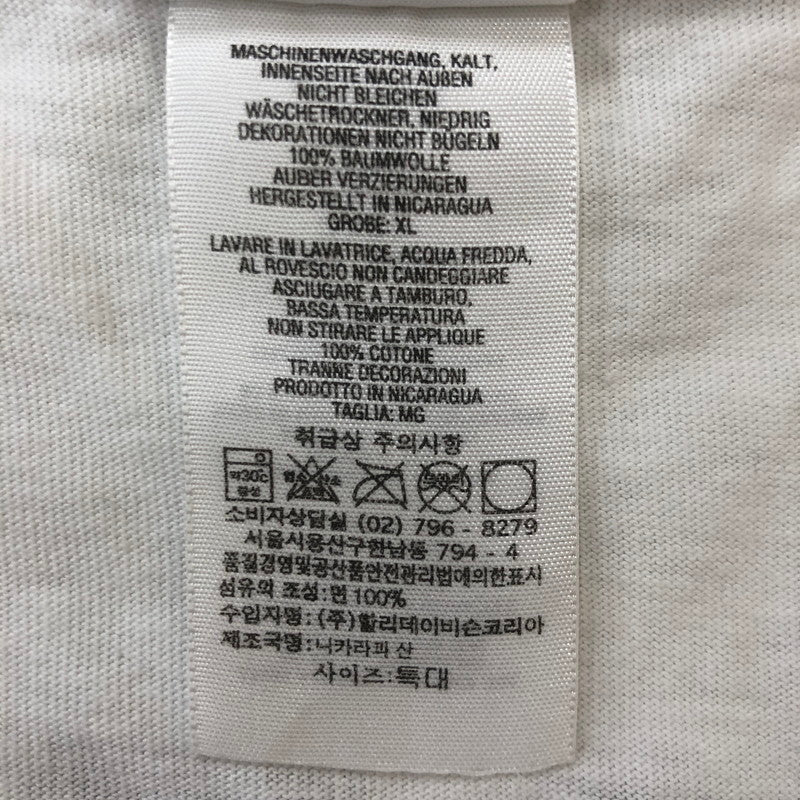 MASCHINENWASCHGANG, KALT,
INNENSEITE NACH AUßEN
NICHT BLEICHEN
WÄSCHETROCKNER, NIEDRIG
DEKORATIONEN NICHT BÜGELN
100% BAUMWOLLE
AUßER VERZIERUNGEN
HERGESTELLT IN NICARAGUA
GROBE: XL
LAVARE IN LAVATRICE, ACQUA FREDDA,
AL ROVESCIO NON CANDEGGIARE
ASCIUGARE A TAMBURO,
BASSA TEMPERATURA
NON STIRARE LE APPLIQUE
100% COTONE
TRANNE DECORAZIONI
PRODOTTO IN NICARAGUA
TAGLIA: MG
취급상 주의사항
약30℃
중성
소비자상담실 (02) 796 - 8279
서울시용산구한남동 794 - 4
품질경영및공산품안전관리법에의한표시
섬유의 조성: 면 100%
수입자명: (주)할리데이비슨코리아
제조국명: 니카라과 산
사이즈: 특대